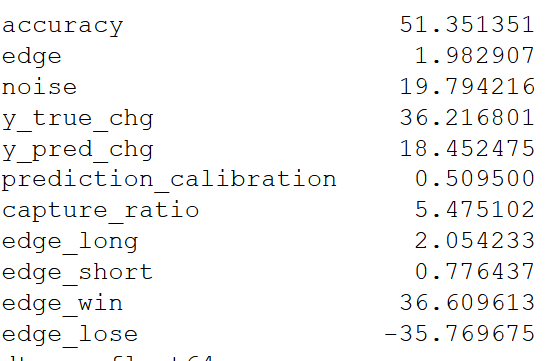 accuracy 51.351351
edge 1.982907
noise 19.794216
y_true_chg 36.216801
y_pred_chg 18.452475
prediction_calibration 0.509500
capture_ratio 5.475102
edge_long 2.054233
edge_short 0.776437
edge_win 36.609613
edge_lose -35.769675